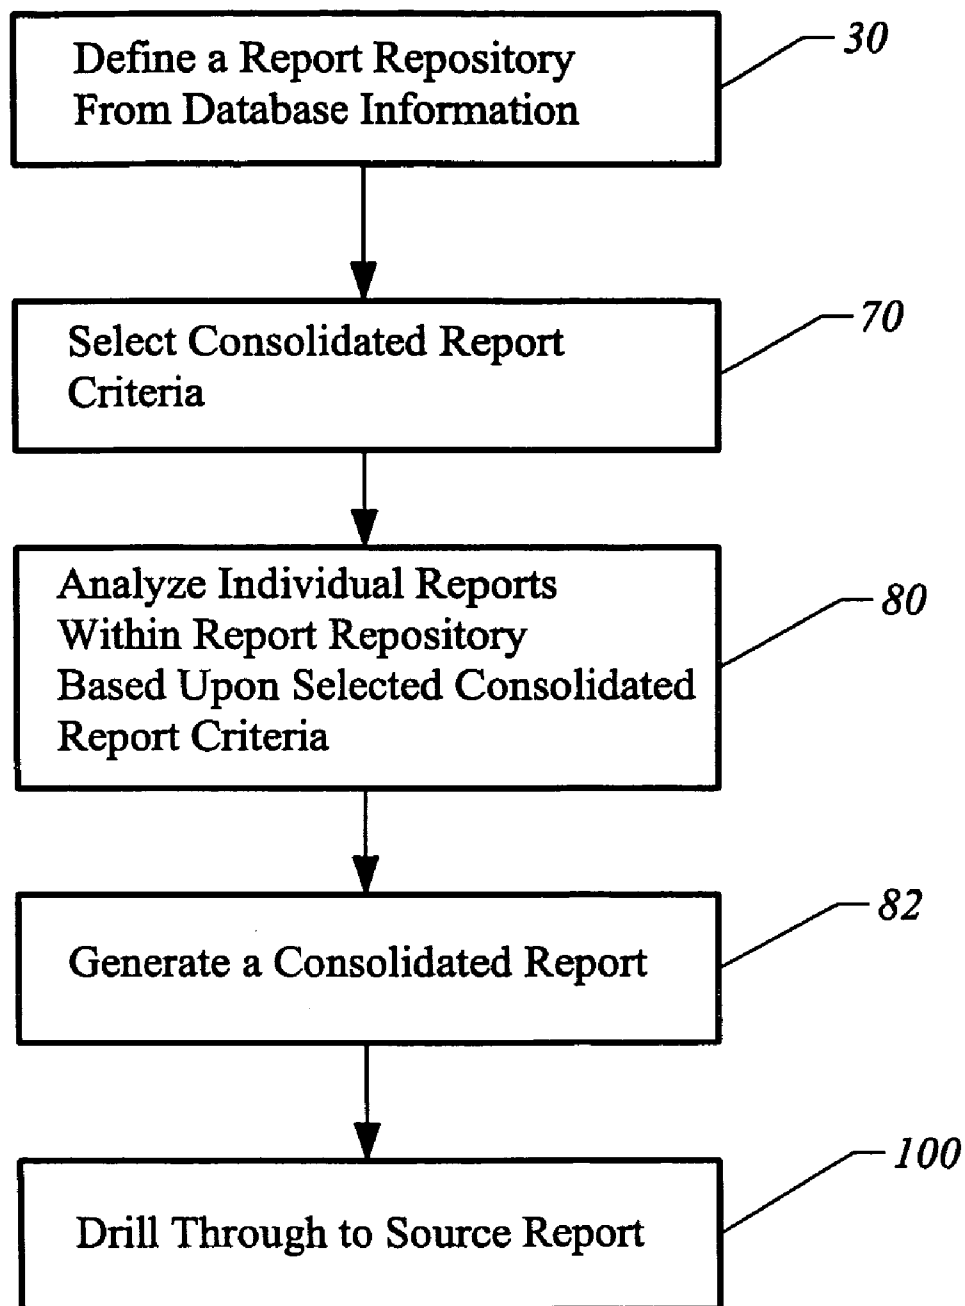 Define a Report Repository
From Database Information
30
Select Consolidated Report
Criteria
70
Analyze Individual Reports
Within Report Repository
Based Upon Selected Consolidated
Report Criteria
80
Generate a Consolidated Report
82
Drill Through to Source Report
100